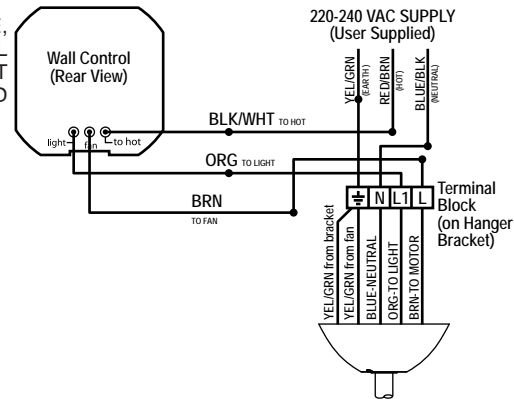 220-240 VAC SUPPLY
(User Supplied)
Wall Control
(Rear View)
YEL/GRN
(EARTH)
RED/BRN
(HOT)
BLUE/BLK
(NEUTRAL)
light
fan
to hot
BLK/WHT TO HOT
ORG TO LIGHT
BRN
TO FAN
N L1 L
Terminal
Block
(on Hanger
Bracket)
YEL/GRN from bracket
YEL/GRN from fan
BLUE-NEUTRAL
ORG-TO LIGHT
BRN-TO MOTOR